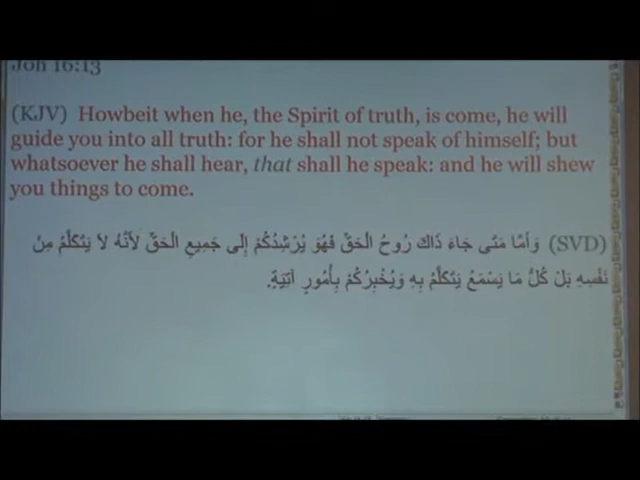 Joh 16:13
(KJV) Howbeit when he, the Spirit of truth, is come, he will
guide you into all truth: for he shall not speak of himself; but
whatsoever he shall hear, that shall he speak: and he will shew
you things to come.
(SVD) وَأَمَّا مَتَى جَاءَ ذَاكَ رُوحُ الْحَقِّ فَهُوَ يُرْشِدُكُمْ إِلَى جَمِيعِ الْحَقِّ لأَنَّهُ لاَ يَتَكَلَّمُ مِنْ
نَفْسِهِ بَلْ كُلُّ مَا يَسْمَعُ يَتَكَلَّمُ بِهِ وَيُخْبِرُكُمْ بِأُمُورٍ آتِيَةٍ.